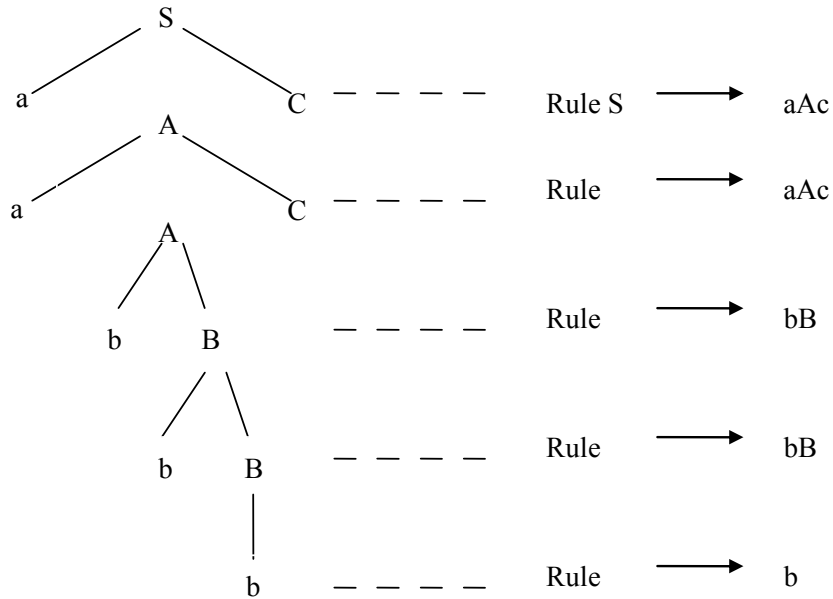 S
a C Rule S aAc
A
a C Rule aAc
A
b B Rule bB
b B Rule bB
b Rule b